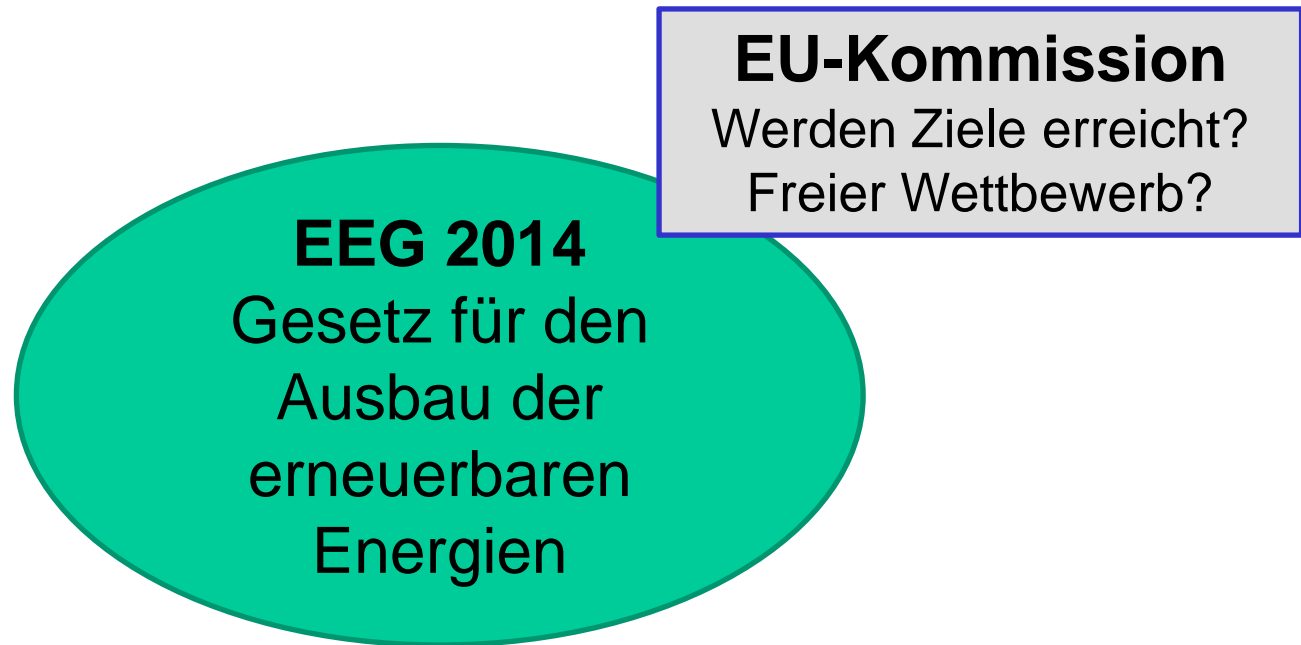 EU-Kommission
Werden Ziele erreicht?
Freier Wettbewerb?
EEG 2014
Gesetz für den
Ausbau der
erneuerbaren
Energien